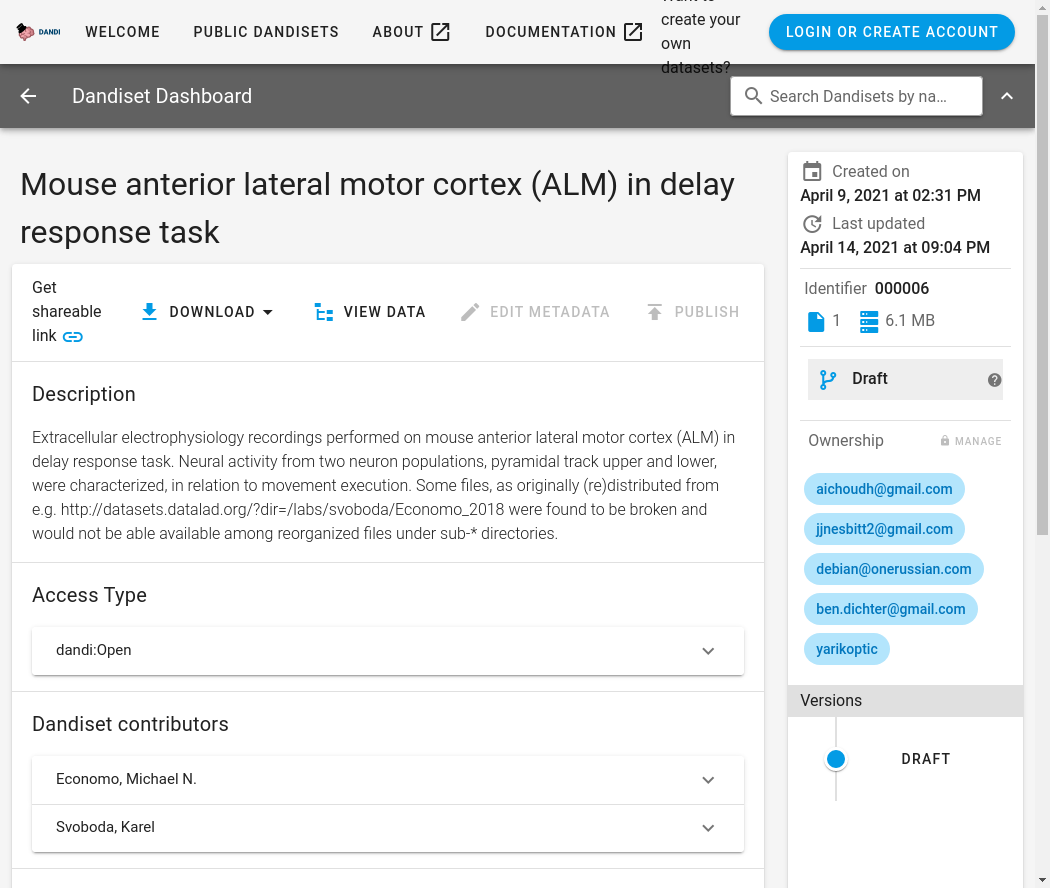 DANDI
WELCOME
PUBLIC DANDISETS
ABOUT
DOCUMENTATION
create your
own
datasets?
LOGIN OR CREATE ACCOUNT
Dandiset Dashboard
Search Dandisets by na…
Mouse anterior lateral motor cortex (ALM) in delay
response task
Get
shareable
link
DOWNLOAD
VIEW DATA
EDIT METADATA
PUBLISH
Description
Extracellular electrophysiology recordings performed on mouse anterior lateral motor cortex (ALM) in
delay response task. Neural activity from two neuron populations, pyramidal track upper and lower,
were characterized, in relation to movement execution. Some files, as originally (re)distributed from
e.g. http://datasets.datalad.org/?dir=/labs/svoboda/Economo_2018 were found to be broken and
would not be able available among reorganized files under sub-* directories.
Access Type
dandi:Open
Dandiset contributors
Economo, Michael N.
Svoboda, Karel
Created on
April 9, 2021 at 02:31 PM
Last updated
April 14, 2021 at 09:04 PM
Identifier 000006
1
6.1 MB
Draft
?
Ownership
MANAGE
aichoudh@gmail.com
jjnesbitt2@gmail.com
debian@onerussian.com
ben.dichter@gmail.com
yarikoptic
Versions
DRAFT